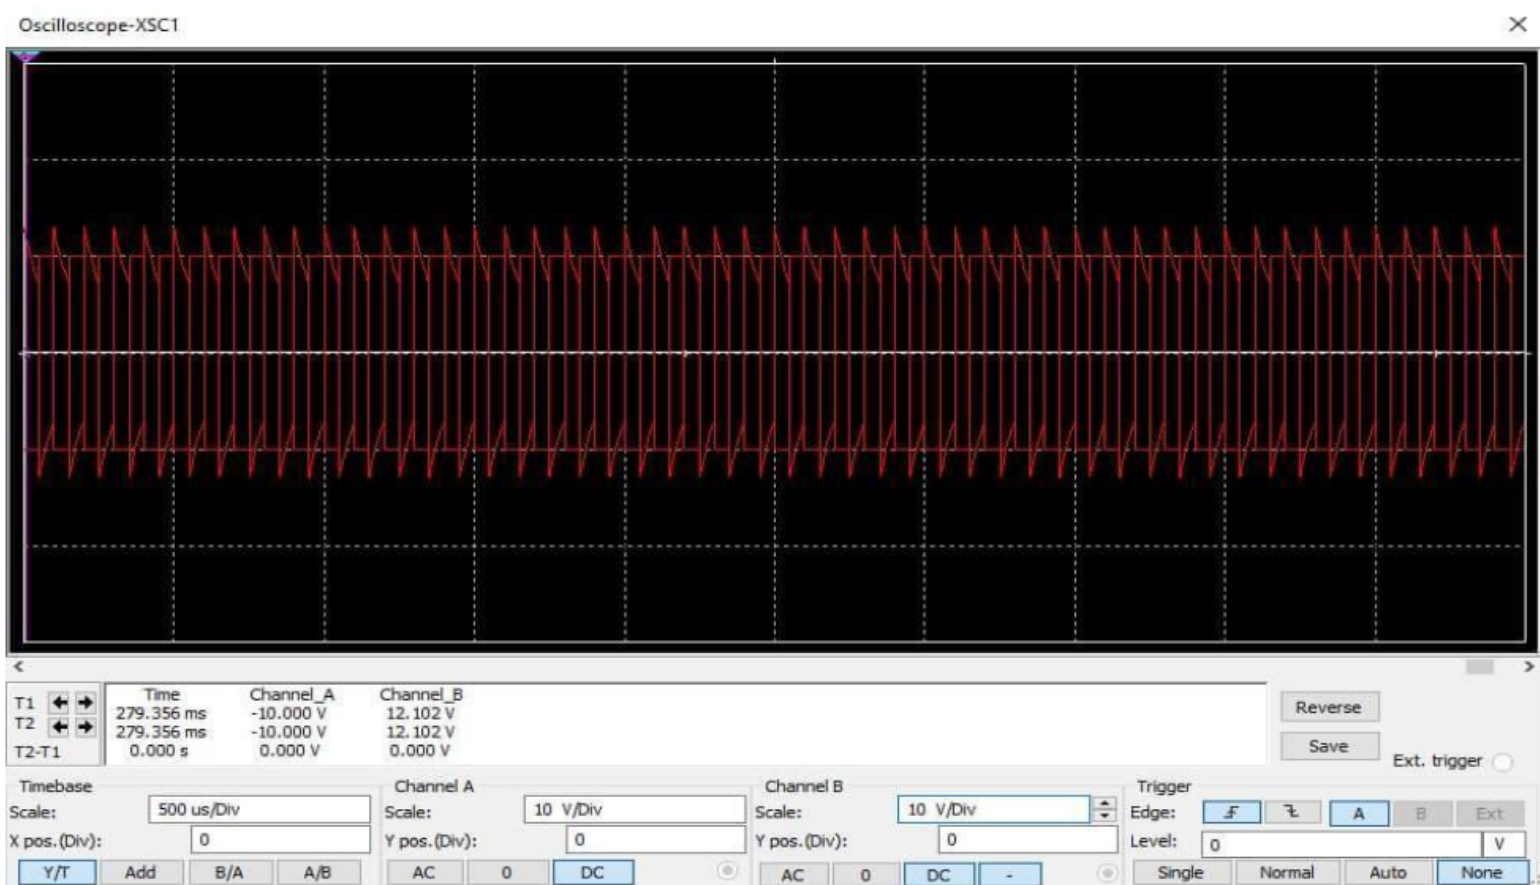 Oscilloscope-XSC1
Time Channel_A Channel_B
T1 279.356 ms -10.000 V 12.102 V
T2 279.356 ms -10.000 V 12.102 V
T2-T1 0.000 s 0.000 V 0.000 V
Reverse
Save
Ext. trigger
Timebase
Scale: 500 us/Div
X pos.(Div): 0
Y/T Add B/A A/B
Channel A
Scale: 10 V/Div
Y pos.(Div): 0
AC 0 DC
Channel B
Scale: 10 V/Div
Y pos.(Div): 0
AC 0 DC -
Trigger
Edge: A B Ext
Level: 0 V
Single Normal Auto None